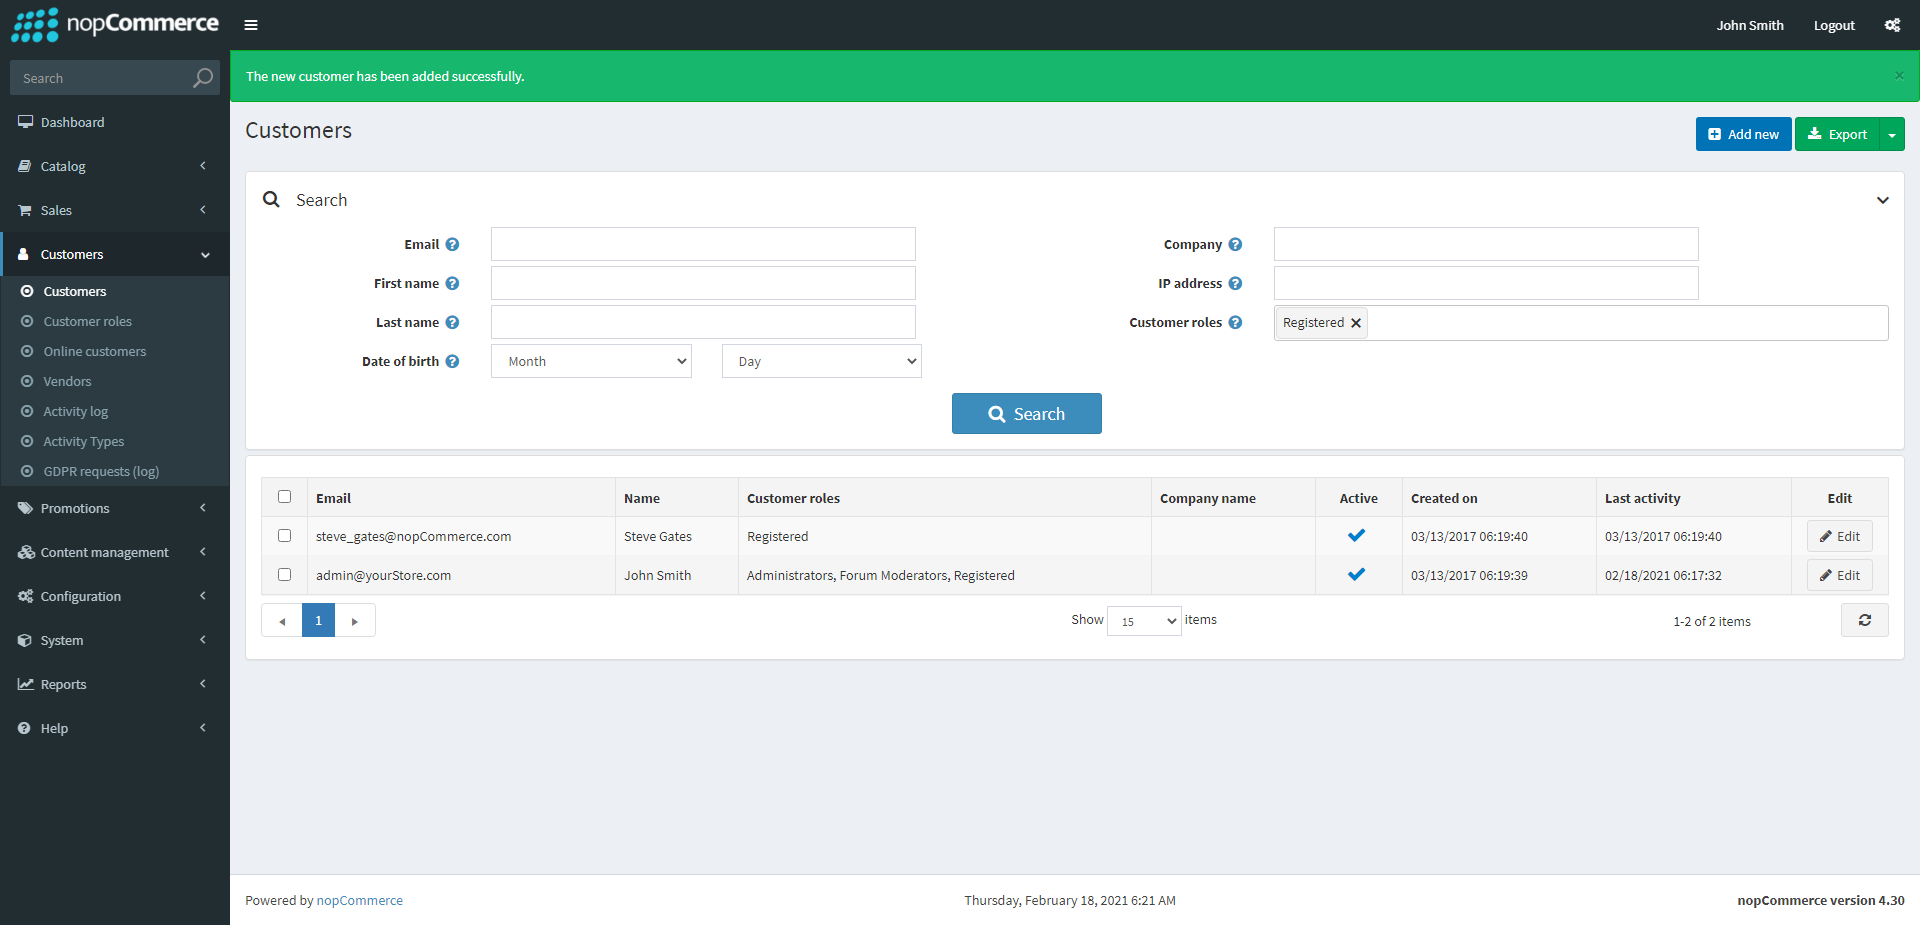 nopCommerce
John Smith Logout
Search
The new customer has been added successfully.
×
Dashboard
Catalog
Sales
Customers
Customers
Customer roles
Online customers
Vendors
Activity log
Activity Types
GDPR requests (log)
Promotions
Content management
Configuration
System
Reports
Help
Customers
Add new Export
Search
Email Company
First name IP address
Last name Customer roles Registered
Date of birth Month Day
Search
Email Name Customer roles Company name Active Created on Last activity Edit
steve_gates@nopCommerce.com Steve Gates Registered 03/13/2017 06:19:40 03/13/2017 06:19:40 Edit
admin@yourStore.com John Smith Administrators, Forum Moderators, Registered 03/13/2017 06:19:39 02/18/2021 06:17:32 Edit
1 Show 15 items 1-2 of 2 items
Powered by nopCommerce Thursday, February 18, 2021 6:21 AM nopCommerce version 4.30